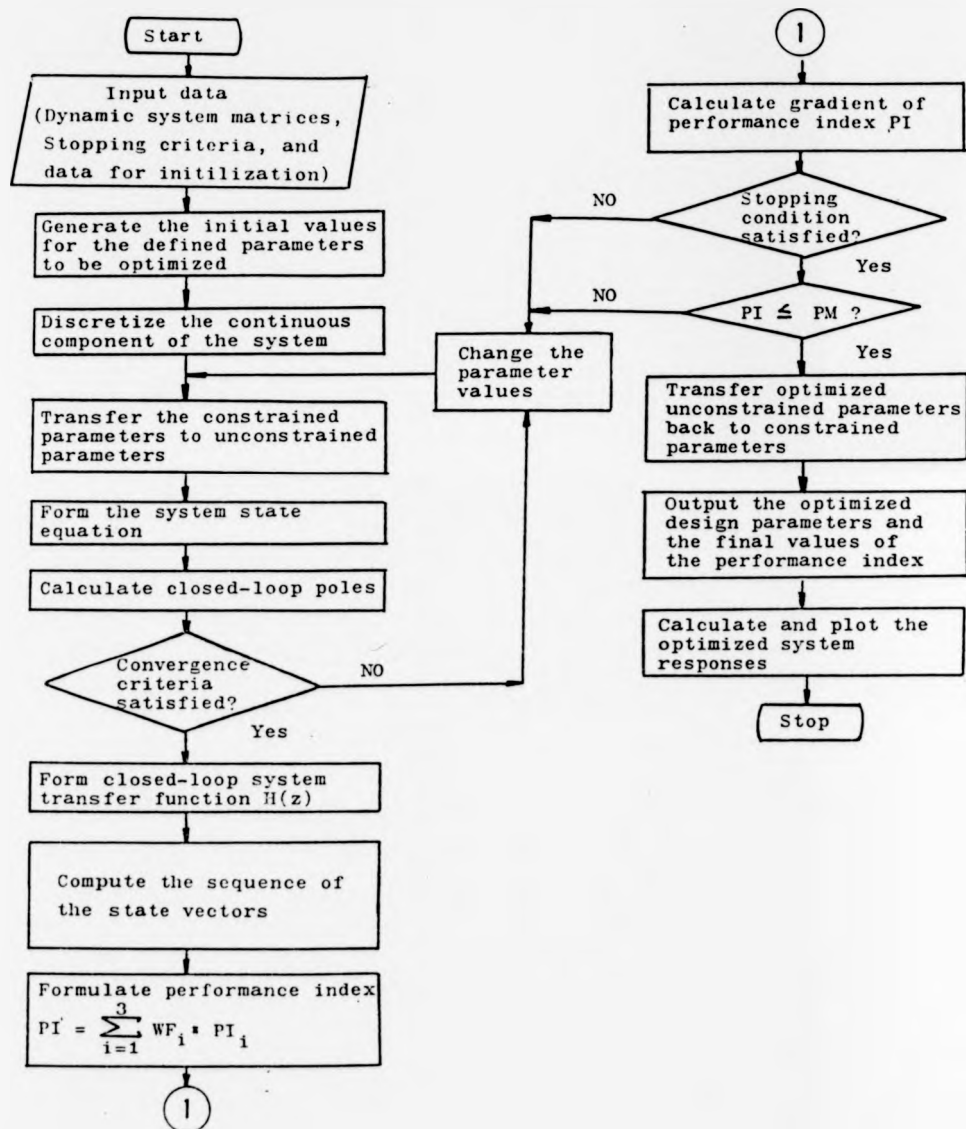 Start
Input data
(Dynamic system matrices,
Stopping criteria, and
data for initilization)
Generate the initial values
for the defined parameters
to be optimized
Discretize the continuous
component of the system
Transfer the constrained
parameters to unconstrained
parameters
Form the system state
equation
Calculate closed-loop poles
Convergence
criteria
satisfied?
NO
Yes
Form closed-loop system
transfer function H(z)
Compute the sequence of
the state vectors
Formulate performance index
PI = ∑_{i=1}^{3} WF_i * PI_i
1
Change the
parameter
values
1
Calculate gradient of
performance index PI
Stopping
condition
satisfied?
NO
Yes
PI ≤ PM ?
NO
Yes
Transfer optimized
unconstrained parameters
back to constrained
parameters
Output the optimized
design parameters and
the final values of
the performance index
Calculate and plot the
optimized system
responses
Stop